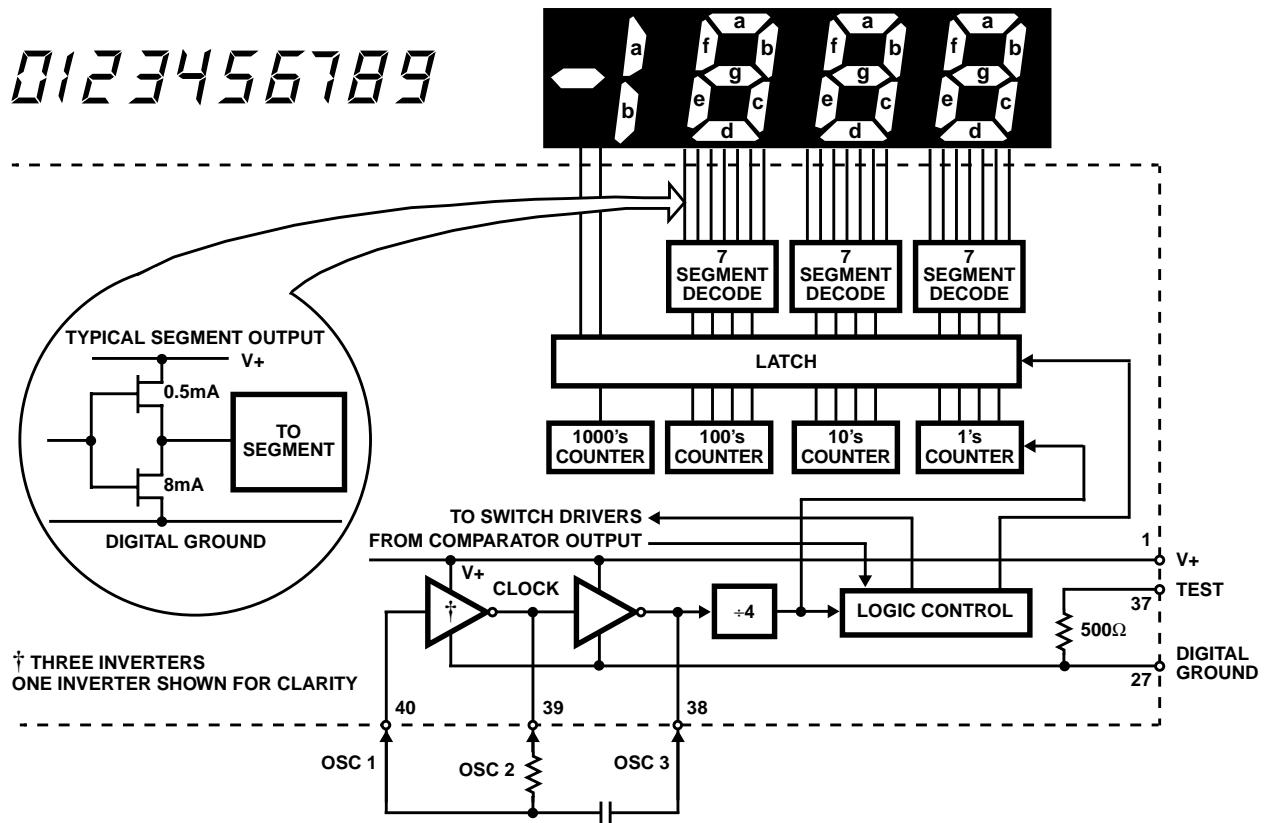 0123456789
a
b
a
f
b
g
e
c
d
a
f
b
g
e
c
d
a
f
b
g
e
c
d
7
SEGMENT
DECODE
7
SEGMENT
DECODE
7
SEGMENT
DECODE
LATCH
1000's
COUNTER
100's
COUNTER
10's
COUNTER
1's
COUNTER
TYPICAL SEGMENT OUTPUT
V+
0.5mA
TO
SEGMENT
8mA
DIGITAL GROUND
TO SWITCH DRIVERS
FROM COMPARATOR OUTPUT
1
V+
V+
CLOCK
†
÷4
LOGIC CONTROL
TEST
37
500Ω
DIGITAL
GROUND
27
† THREE INVERTERS
ONE INVERTER SHOWN FOR CLARITY
40
39
38
OSC 1
OSC 2
OSC 3